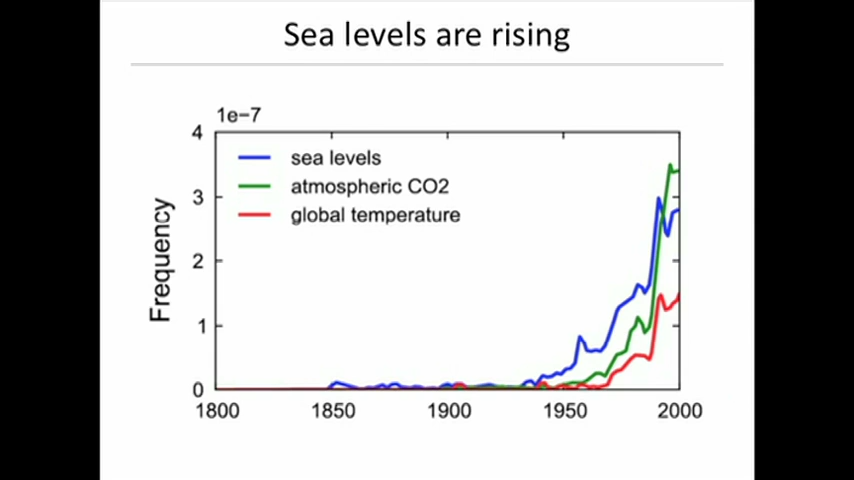 Sea levels are rising
1e−7
4
3
2
1
0
Frequency
sea levels
atmospheric CO2
global temperature
1800 1850 1900 1950 2000